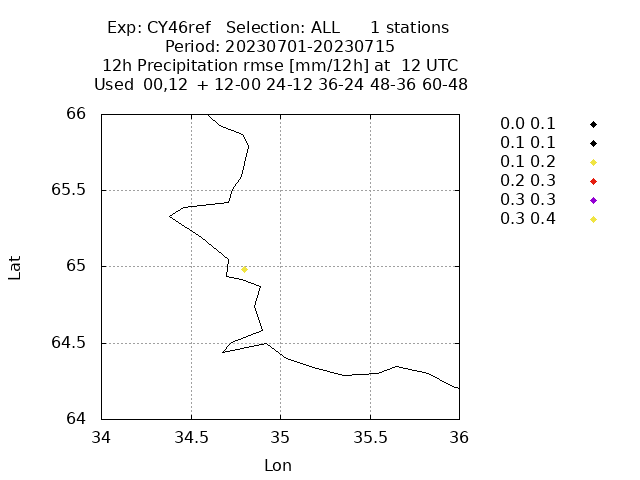 Exp: CY46ref   Selection: ALL      1 stations
Period: 20230701-20230715
12h Precipitation rmse [mm/12h] at  12 UTC
Used  00,12  + 12-00 24-12 36-24 48-36 60-48
66
65.5
65
64.5
64
Lat
34
34.5
35
35.5
36
Lon
0.0 0.1
0.1 0.1
0.1 0.2
0.2 0.3
0.3 0.3
0.3 0.4